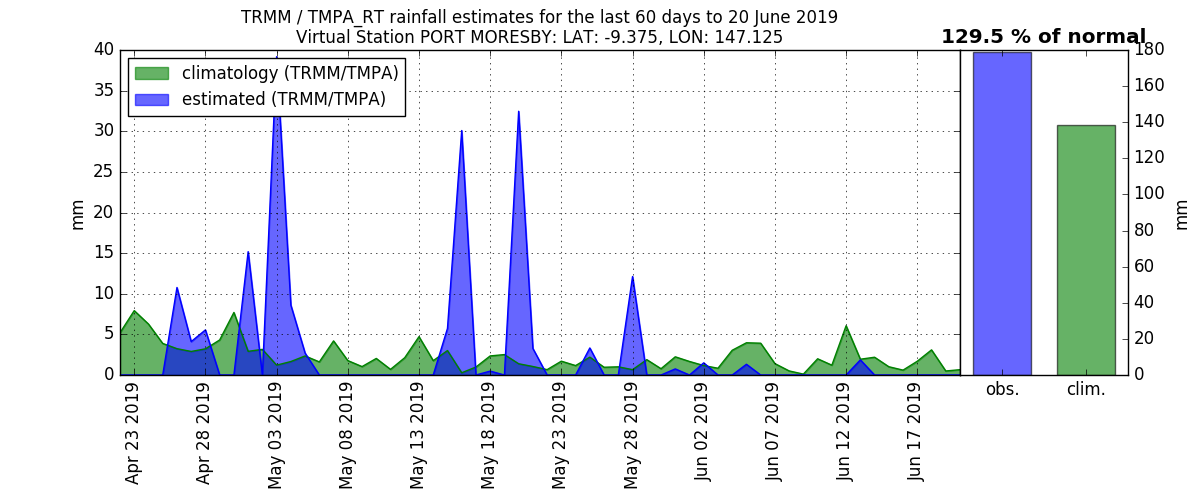 TRMM / TMPA_RT rainfall estimates for the last 60 days to 20 June 2019
Virtual Station PORT MORESBY: LAT: -9.375, LON: 147.125
129.5 % of normal
climatology (TRMM/TMPA)
estimated (TRMM/TMPA)
40
35
30
25
20
15
10
5
0
mm
Apr 23 2019
Apr 28 2019
May 03 2019
May 08 2019
May 13 2019
May 18 2019
May 23 2019
May 28 2019
Jun 02 2019
Jun 07 2019
Jun 12 2019
Jun 17 2019
obs.
clim.
180
160
140
120
100
80
60
40
20
0
mm